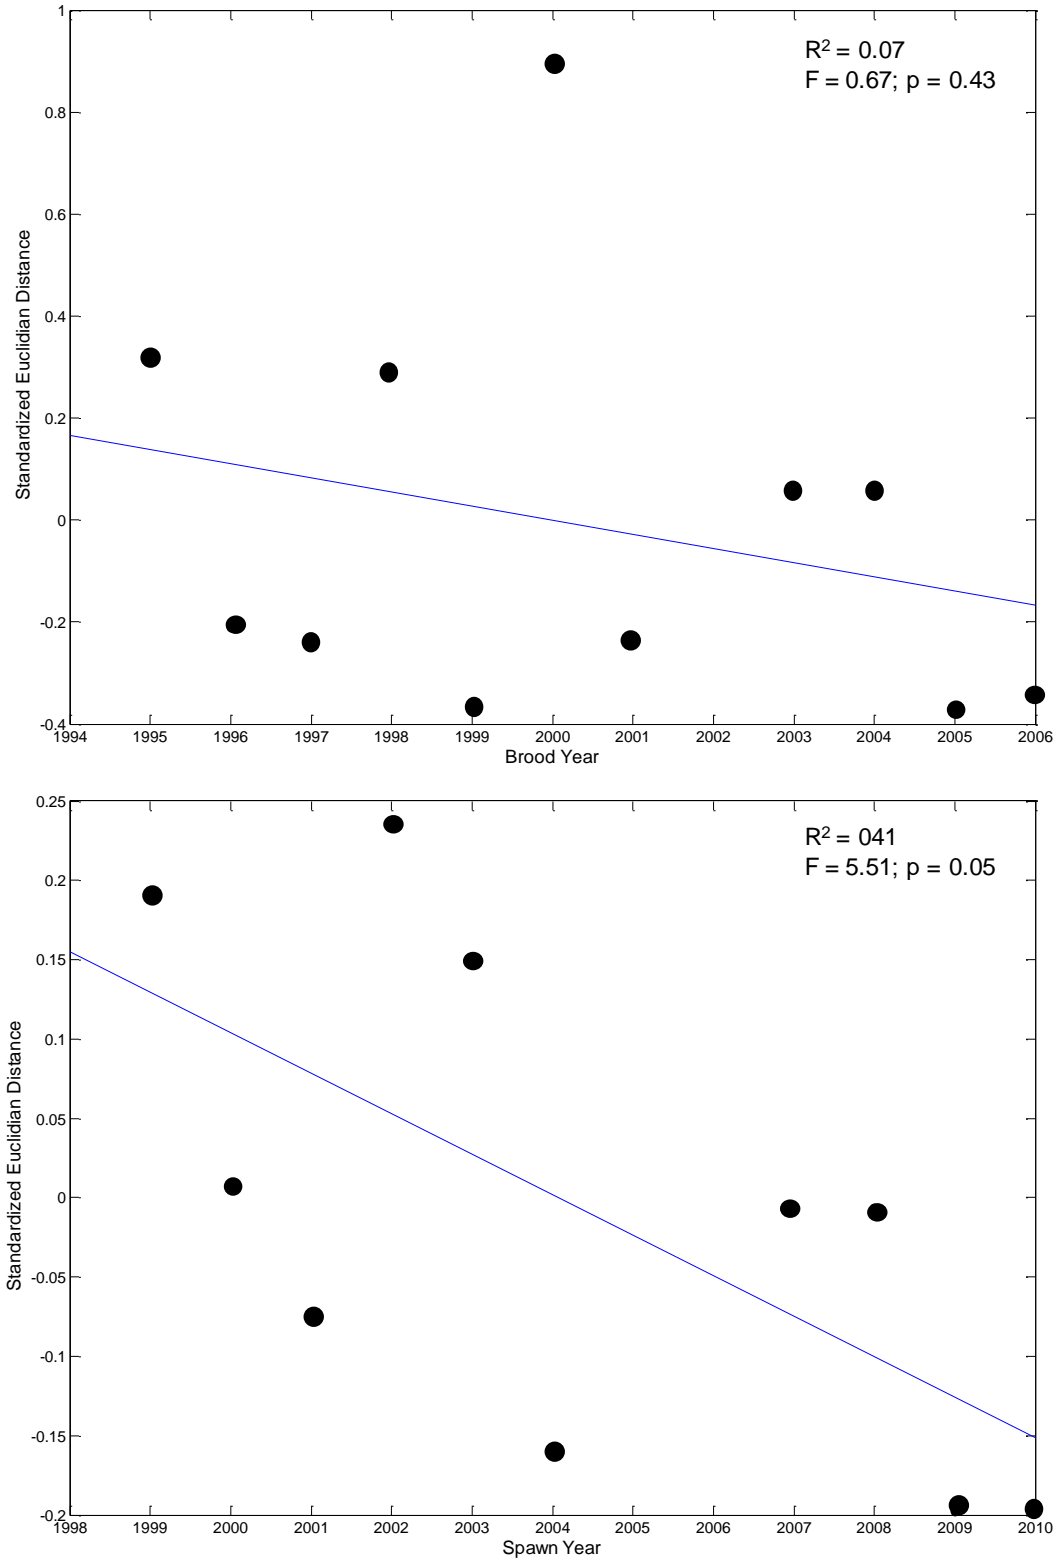 R² = 0.07
F = 0.67; p = 0.43
Standardized Euclidian Distance
1
0.8
0.6
0.4
0.2
0
-0.2
-0.4
1994 1995 1996 1997 1998 1999 2000 2001 2002 2003 2004 2005 2006
Brood Year
R² = 041
F = 5.51; p = 0.05
Standardized Euclidian Distance
0.25
0.2
0.15
0.1
0.05
0
-0.05
-0.1
-0.15
-0.2
1998 1999 2000 2001 2002 2003 2004 2005 2006 2007 2008 2009 2010
Spawn Year